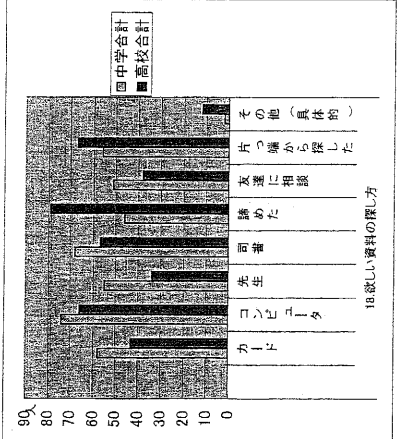 中学合計
高校合計
人
90
80
70
60
50
40
30
20
10
0
カード
コンピュータ
先生
司書
諦めた
友達に相談
片っ端から探した
その他(具体的)
18.欲しい資料の探し方